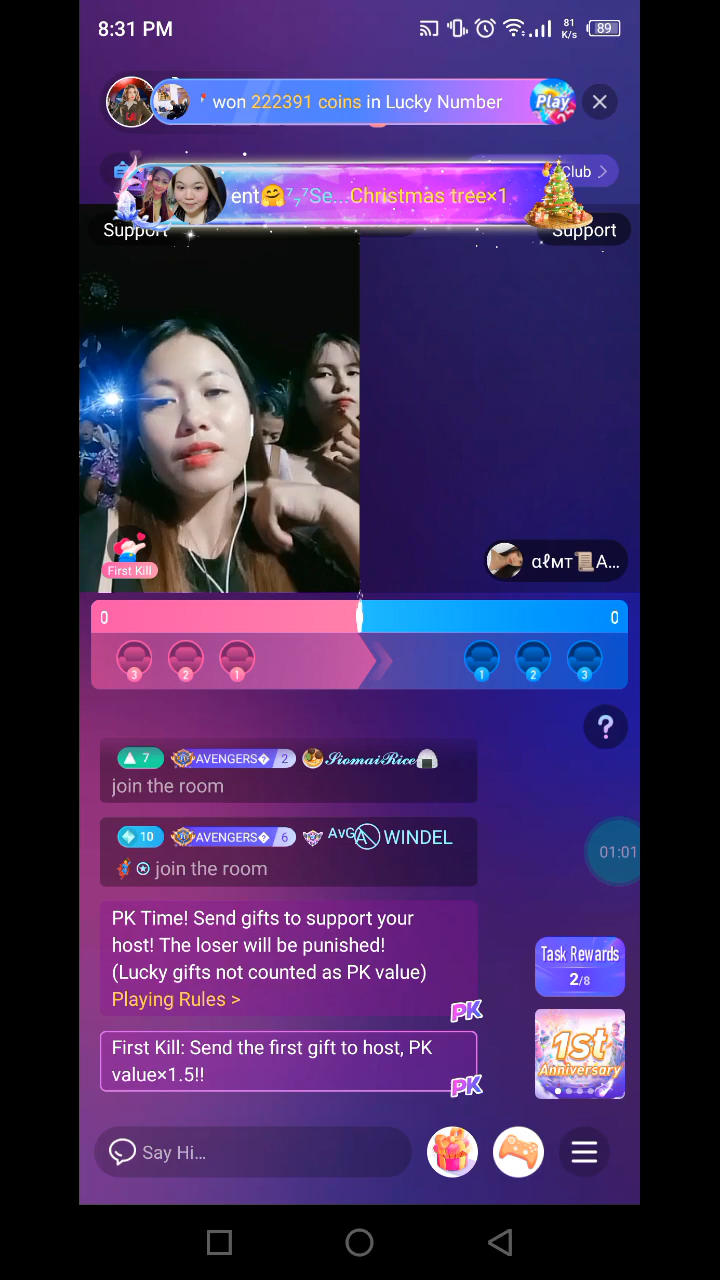 8:31 PM
81
K/s
89
won 222391 coins in Lucky Number
Play
Club >
ent🤗⁷₇⁷Se...Christmas tree×1
Support
Support
First Kill
αℓмт📜A...
0
0
3 2 1
1 2 3
?
7 AVENGERS� 2 🍝𝓢𝓲𝓸𝓶𝓪𝓲𝓡𝓲𝓬𝓮🍙
join the room
10 AVENGERS� 6 WINDEL
join the room
01:01
PK Time! Send gifts to support your
host! The loser will be punished!
(Lucky gifts not counted as PK value)
Playing Rules >
PK
Task Rewards
2/8
First Kill: Send the first gift to host, PK
value×1.5!!
PK
1st
Anniversary
Say Hi...